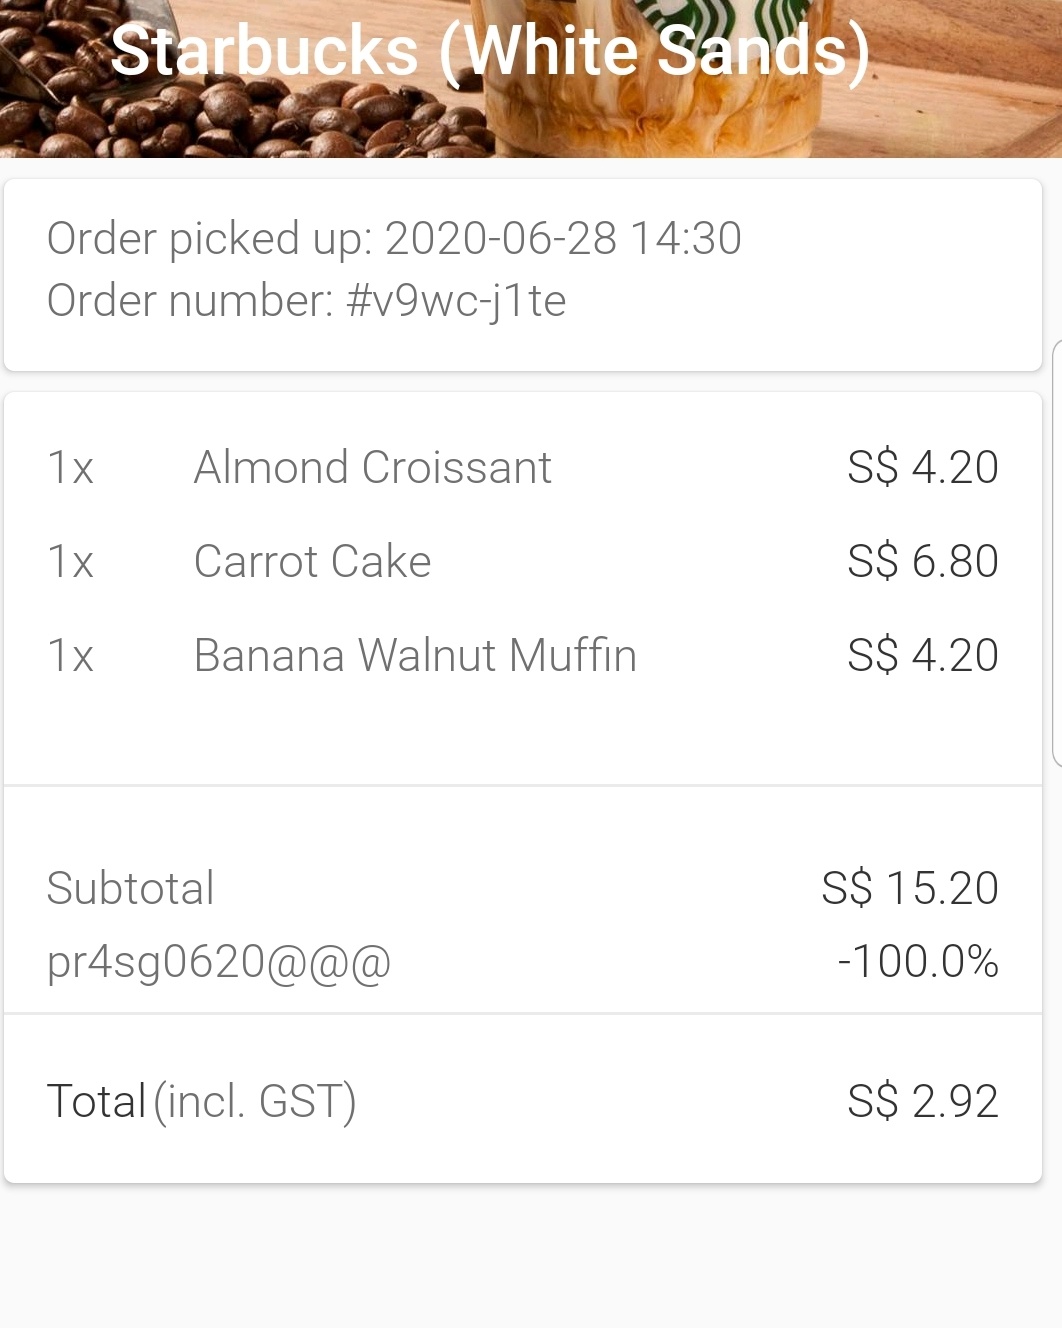 Starbucks (White Sands)
Order picked up: 2020-06-28 14:30
Order number: #v9wc-j1te
1x Almond Croissant S$ 4.20
1x Carrot Cake S$ 6.80
1x Banana Walnut Muffin S$ 4.20
Subtotal S$ 15.20
pr4sg0620@@@ -100.0%
Total (incl. GST) S$ 2.92